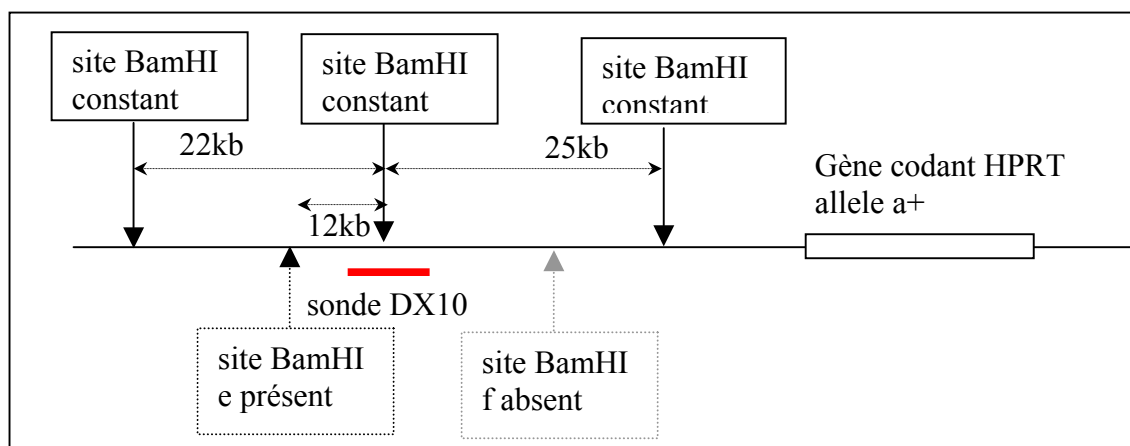 site BamHI
constant
site BamHI
constant
site BamHI
constant
22kb
25kb
Gène codant HPRT
allele a+
12kb
sonde DX10
site BamHI
e présent
site BamHI
f absent